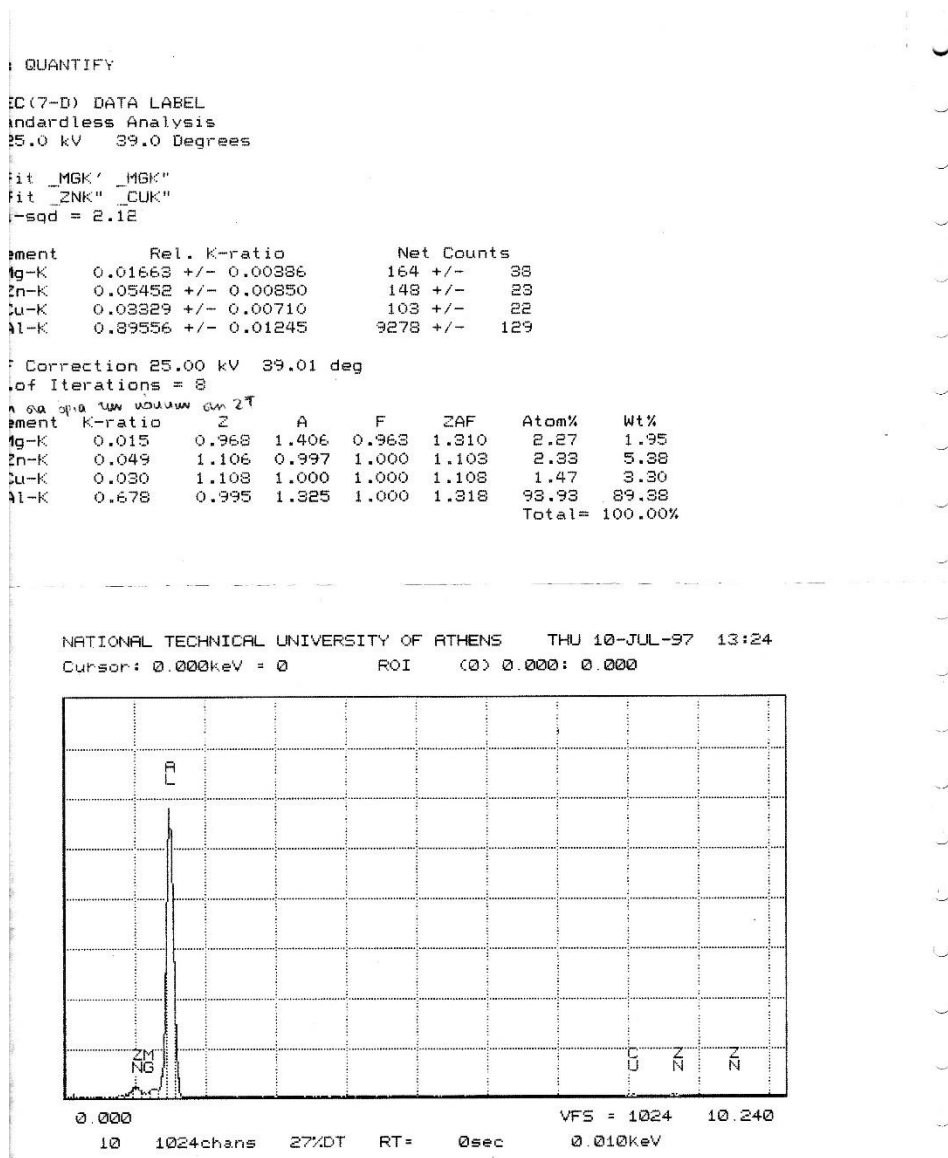 : QUANTIFY
EC(7-D) DATA LABEL
andardless Analysis
25.0 kV 39.0 Degrees
Fit _MGK' _MGK"
Fit _ZNK" _CUK"
i-sqd = 2.12
ement Rel. K-ratio Net Counts
Mg-K 0.01663 +/- 0.00386 164 +/- 38
Zn-K 0.05452 +/- 0.00850 148 +/- 23
Cu-K 0.03329 +/- 0.00710 103 +/- 22
Al-K 0.89556 +/- 0.01245 9278 +/- 129
F Correction 25.00 kV 39.01 deg
.of Iterations = 8
ement K-ratio Z A F ZAF Atom% Wt%
Mg-K 0.015 0.968 1.406 0.963 1.310 2.27 1.95
Zn-K 0.049 1.106 0.997 1.000 1.103 2.33 5.38
Cu-K 0.030 1.108 1.000 1.000 1.108 1.47 3.30
Al-K 0.678 0.995 1.325 1.000 1.318 93.93 89.38
Total= 100.00%
NATIONAL TECHNICAL UNIVERSITY OF ATHENS THU 10-JUL-97 13:24
Cursor: 0.000keV = 0 ROI (0) 0.000: 0.000
AL
ZN MG CU ZN ZN
0.000 VFS = 1024 10.240
10 1024chans 27%DT RT= 0sec 0.010KeV